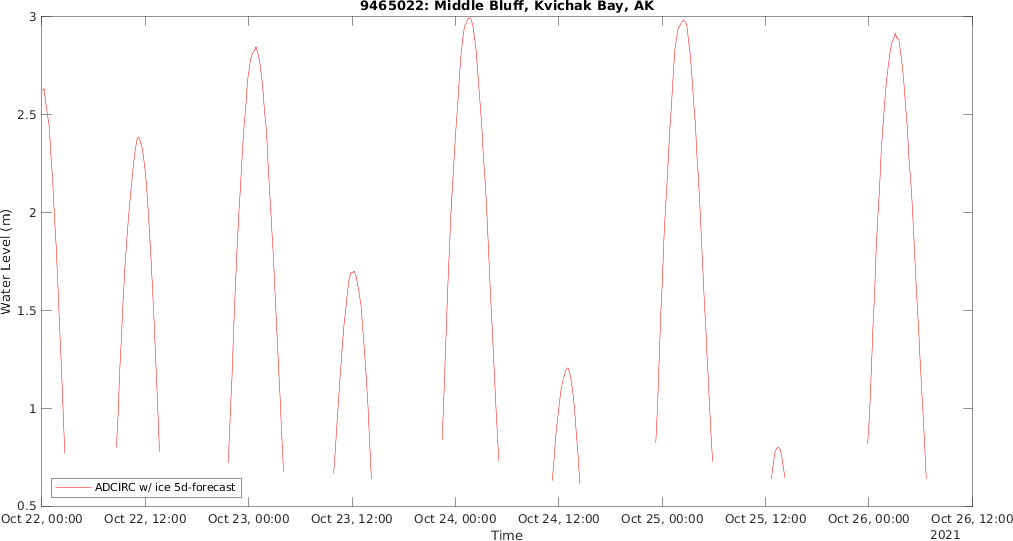 9465022: Middle Bluff, Kvichak Bay, AK
3
2.5
2
1.5
1
0.5
Water Level (m)
ADCIRC w/ ice 5d-forecast
Oct 22, 00:00 Oct 22, 12:00 Oct 23, 00:00 Oct 23, 12:00 Oct 24, 00:00 Oct 24, 12:00 Oct 25, 00:00 Oct 25, 12:00 Oct 26, 00:00 Oct 26, 12:00
Time
2021